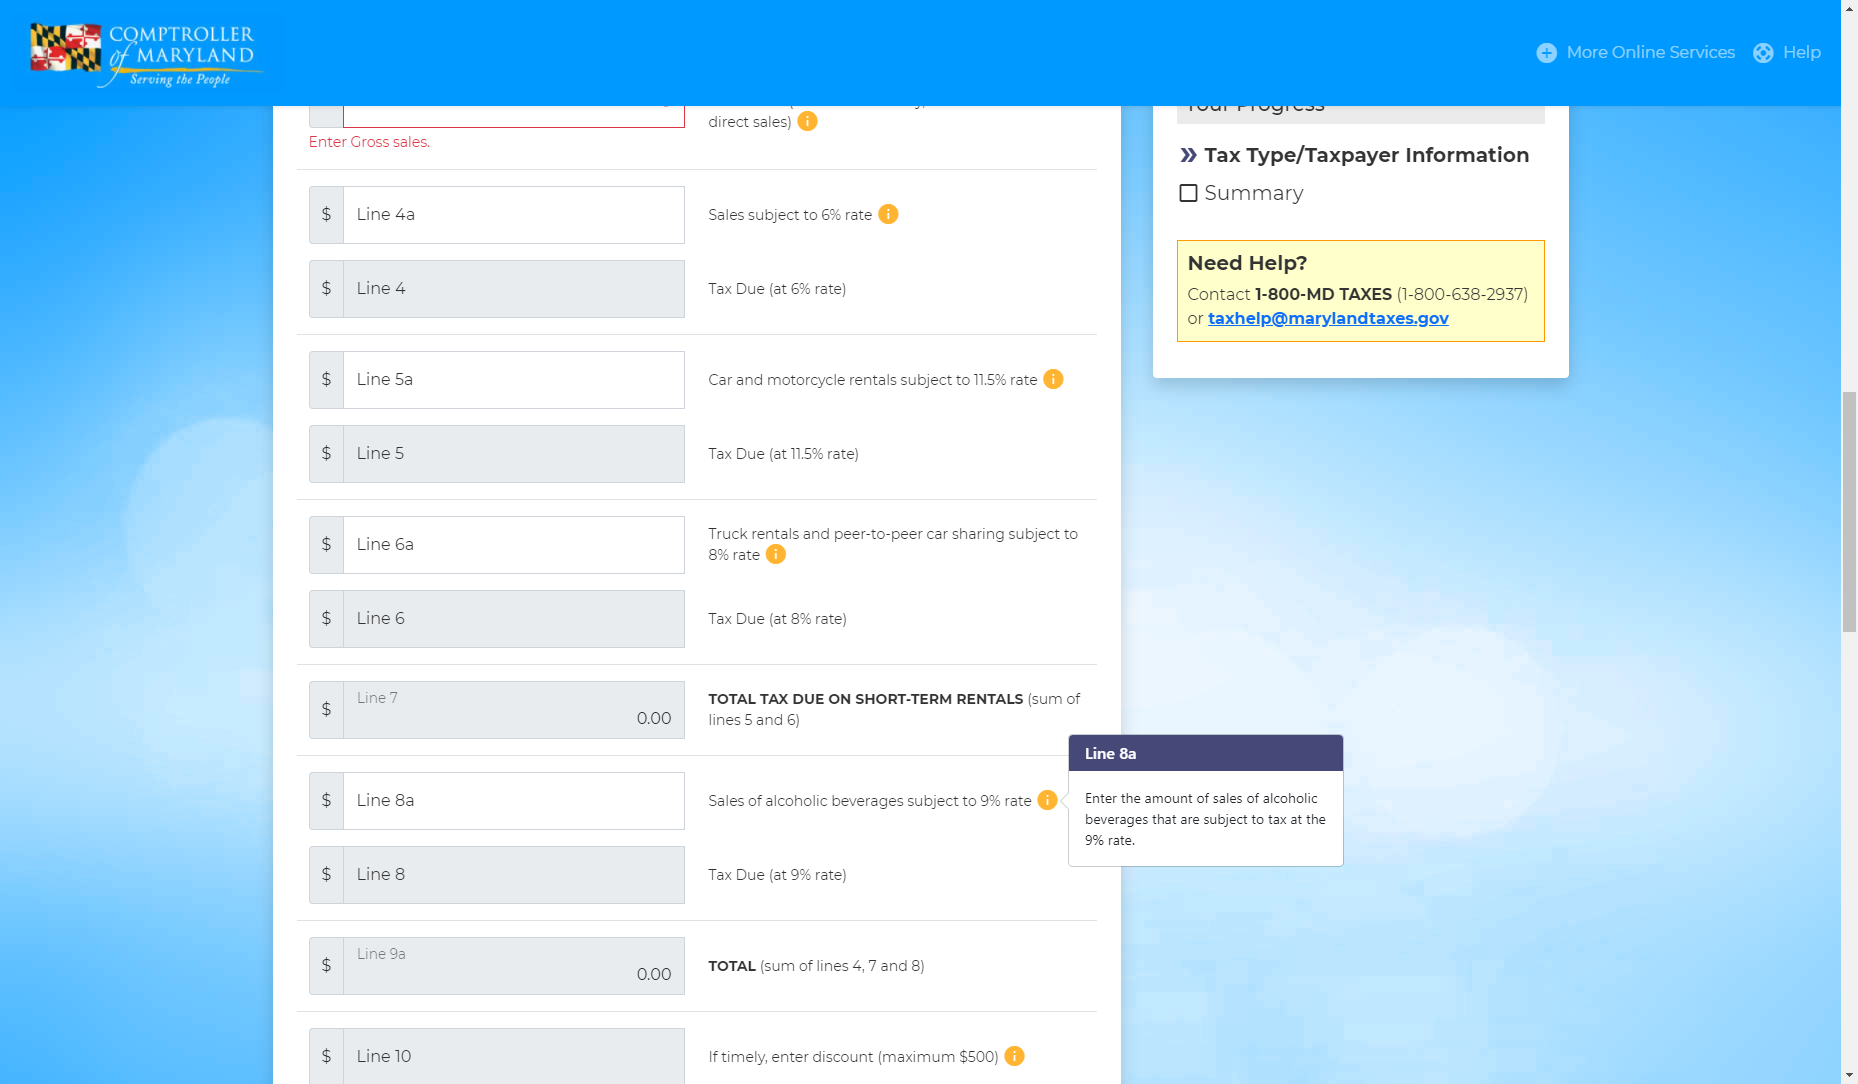 COMPTROLLER
of MARYLAND
Serving the People
More Online Services
Help
direct sales)
Enter Gross sales.
$ Line 4a
Sales subject to 6% rate
$ Line 4
Tax Due (at 6% rate)
$ Line 5a
Car and motorcycle rentals subject to 11.5% rate
$ Line 5
Tax Due (at 11.5% rate)
$ Line 6a
Truck rentals and peer-to-peer car sharing subject to
8% rate
$ Line 6
Tax Due (at 8% rate)
$ Line 7
0.00
TOTAL TAX DUE ON SHORT-TERM RENTALS (sum of
lines 5 and 6)
$ Line 8a
Sales of alcoholic beverages subject to 9% rate
Line 8a
Enter the amount of sales of alcoholic
beverages that are subject to tax at the
9% rate.
$ Line 8
Tax Due (at 9% rate)
$ Line 9a
0.00
TOTAL (sum of lines 4, 7 and 8)
$ Line 10
If timely, enter discount (maximum $500)
Your Progress
Tax Type/Taxpayer Information
Summary
Need Help?
Contact 1-800-MD TAXES (1-800-638-2937)
or taxhelp@marylandtaxes.gov